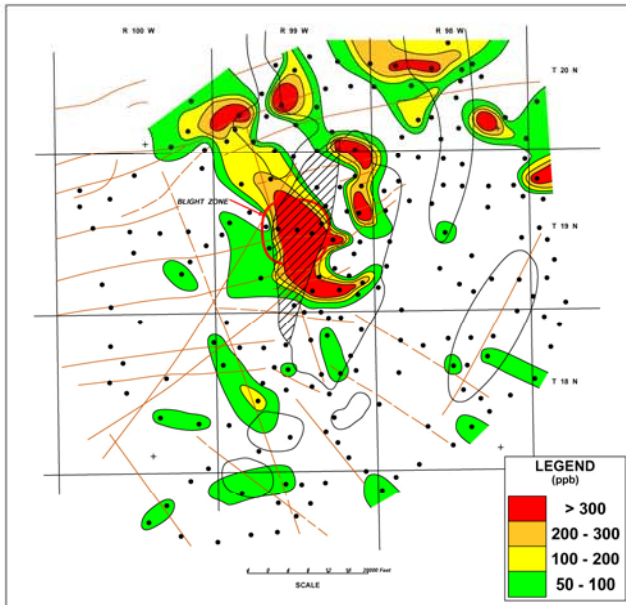 R 100 W R 99 W R 98 W
T 20 N
BLIGHT ZONE
T 19 N
T 18 N
LEGEND
(ppb)
> 300
200 - 300
100 - 200
50 - 100
SCALE